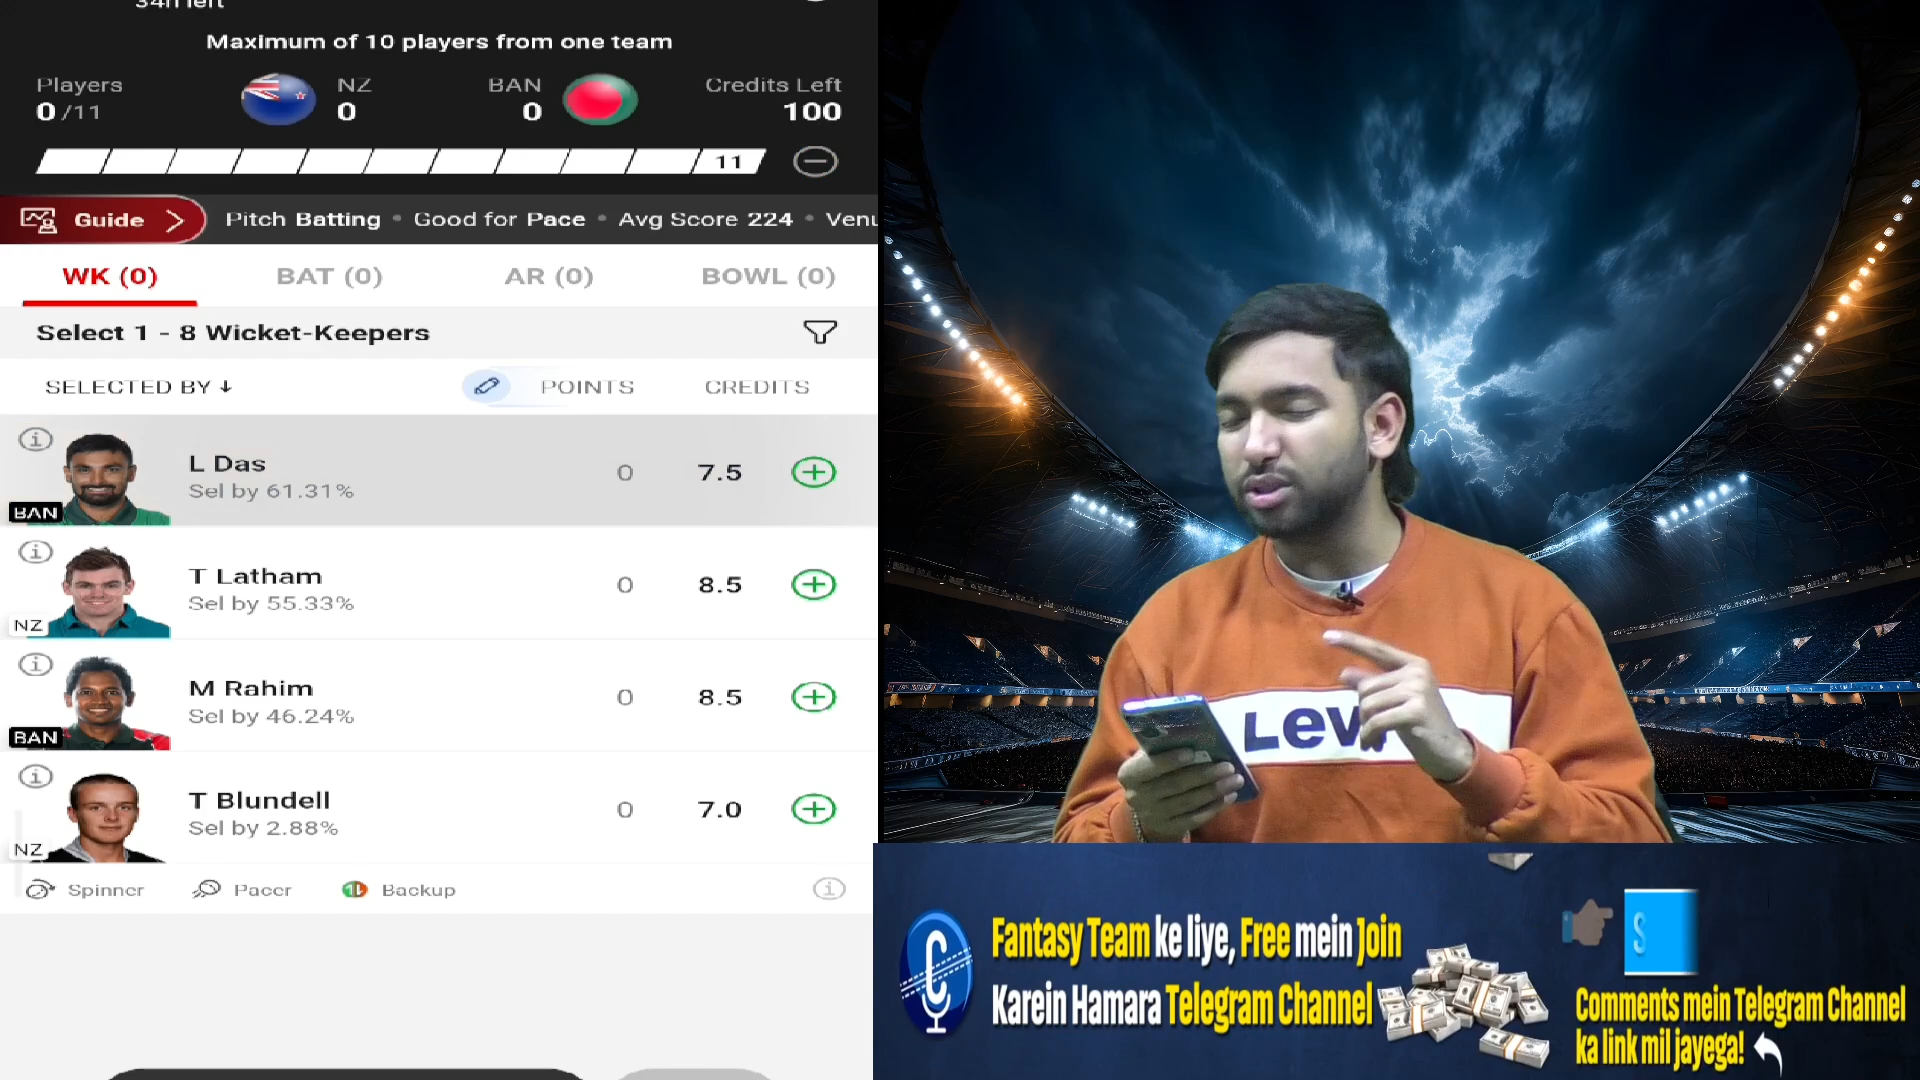 34h left
Maximum of 10 players from one team
Players
0/11
NZ
0
BAN
0
Credits Left
100
11
Guide
Pitch Batting • Good for Pace • Avg Score 224 •
WK (0)
BAT (0)
AR (0)
BOWL (0)
Select 1 - 8 Wicket-Keepers
SELECTED BY ↓
POINTS
CREDITS
L Das
Sel by 61.31%
BAN
0
7.5
T Latham
Sel by 55.33%
NZ
0
8.5
M Rahim
Sel by 46.24%
BAN
0
8.5
T Blundell
Sel by 2.88%
NZ
0
7.0
Spinner
Pacer
Backup
Levi
Fantasy Team ke liye, Free mein Join
Karein Hamara Telegram Channel
S
Comments mein Telegram Channel
ka link mil jayega!